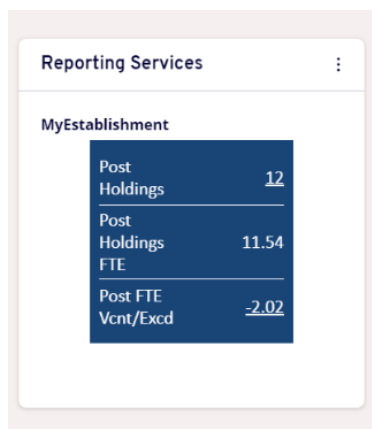 Reporting Services
MyEstablishment
Post
Holdings
12
Post
Holdings
FTE
11.54
Post FTE
Vcnt/Excd
-2.02